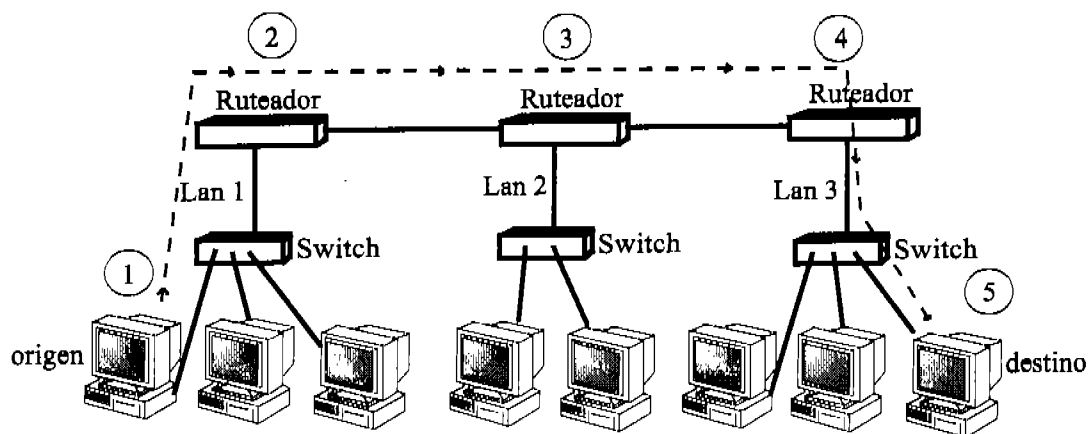 2
3
4
Ruteador
Ruteador
Ruteador
Lan 1
Lan 2
Lan 3
Switch
Switch
Switch
1
5
origen
destino